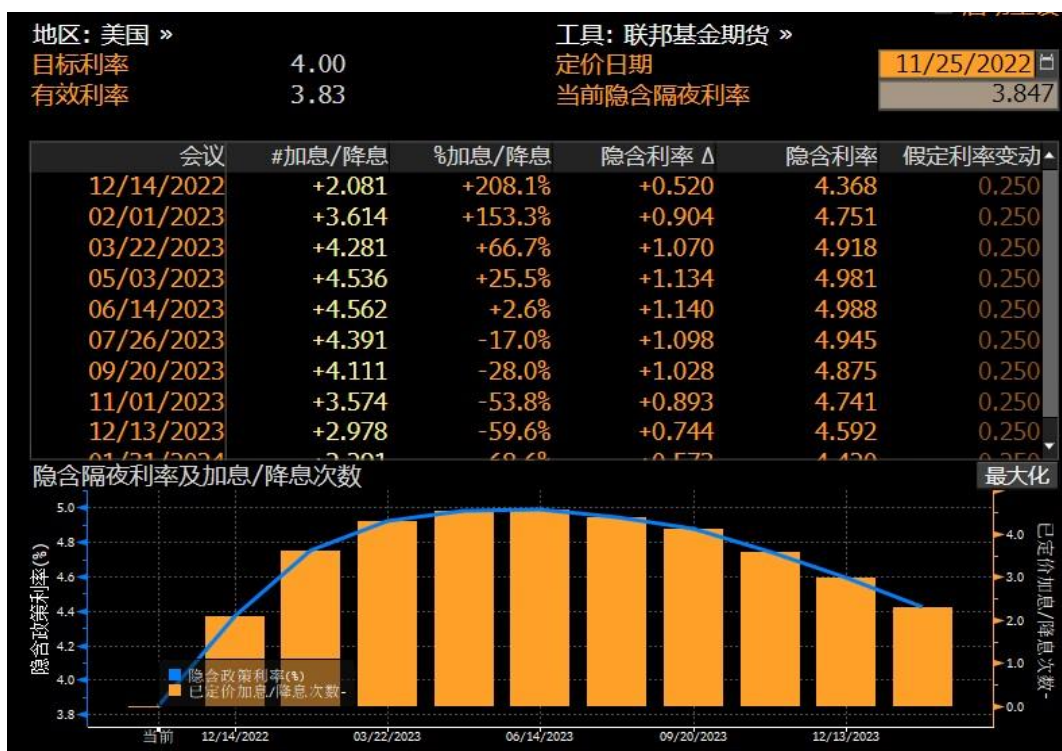 地区: 美国 » 工具: 联邦基金期货 »
目标利率 4.00 定价日期 11/25/2022
有效利率 3.83 当前隐含隔夜利率 3.847
会议 #加息/降息 %加息/降息 隐含利率 Δ 隐含利率 假定利率变动
12/14/2022 +2.081 +208.1% +0.520 4.368 0.250
02/01/2023 +3.614 +153.3% +0.904 4.751 0.250
03/22/2023 +4.281 +66.7% +1.070 4.918 0.250
05/03/2023 +4.536 +25.5% +1.134 4.981 0.250
06/14/2023 +4.562 +2.6% +1.140 4.988 0.250
07/26/2023 +4.391 -17.0% +1.098 4.945 0.250
09/20/2023 +4.111 -28.0% +1.028 4.875 0.250
11/01/2023 +3.574 -53.8% +0.893 4.741 0.250
12/13/2023 +2.978 -59.6% +0.744 4.592 0.250
隐含隔夜利率及加息/降息次数 最大化
隐含政策利率(%)
5.0
4.8
4.6
4.4
4.2
4.0
3.8
隐含政策利率(%)
已定价加息/降息次数-
4.0
3.0
2.0
1.0
0.0
已定价加息/降息次数-
当前 12/14/2022 03/22/2023 06/14/2023 09/20/2023 12/13/2023